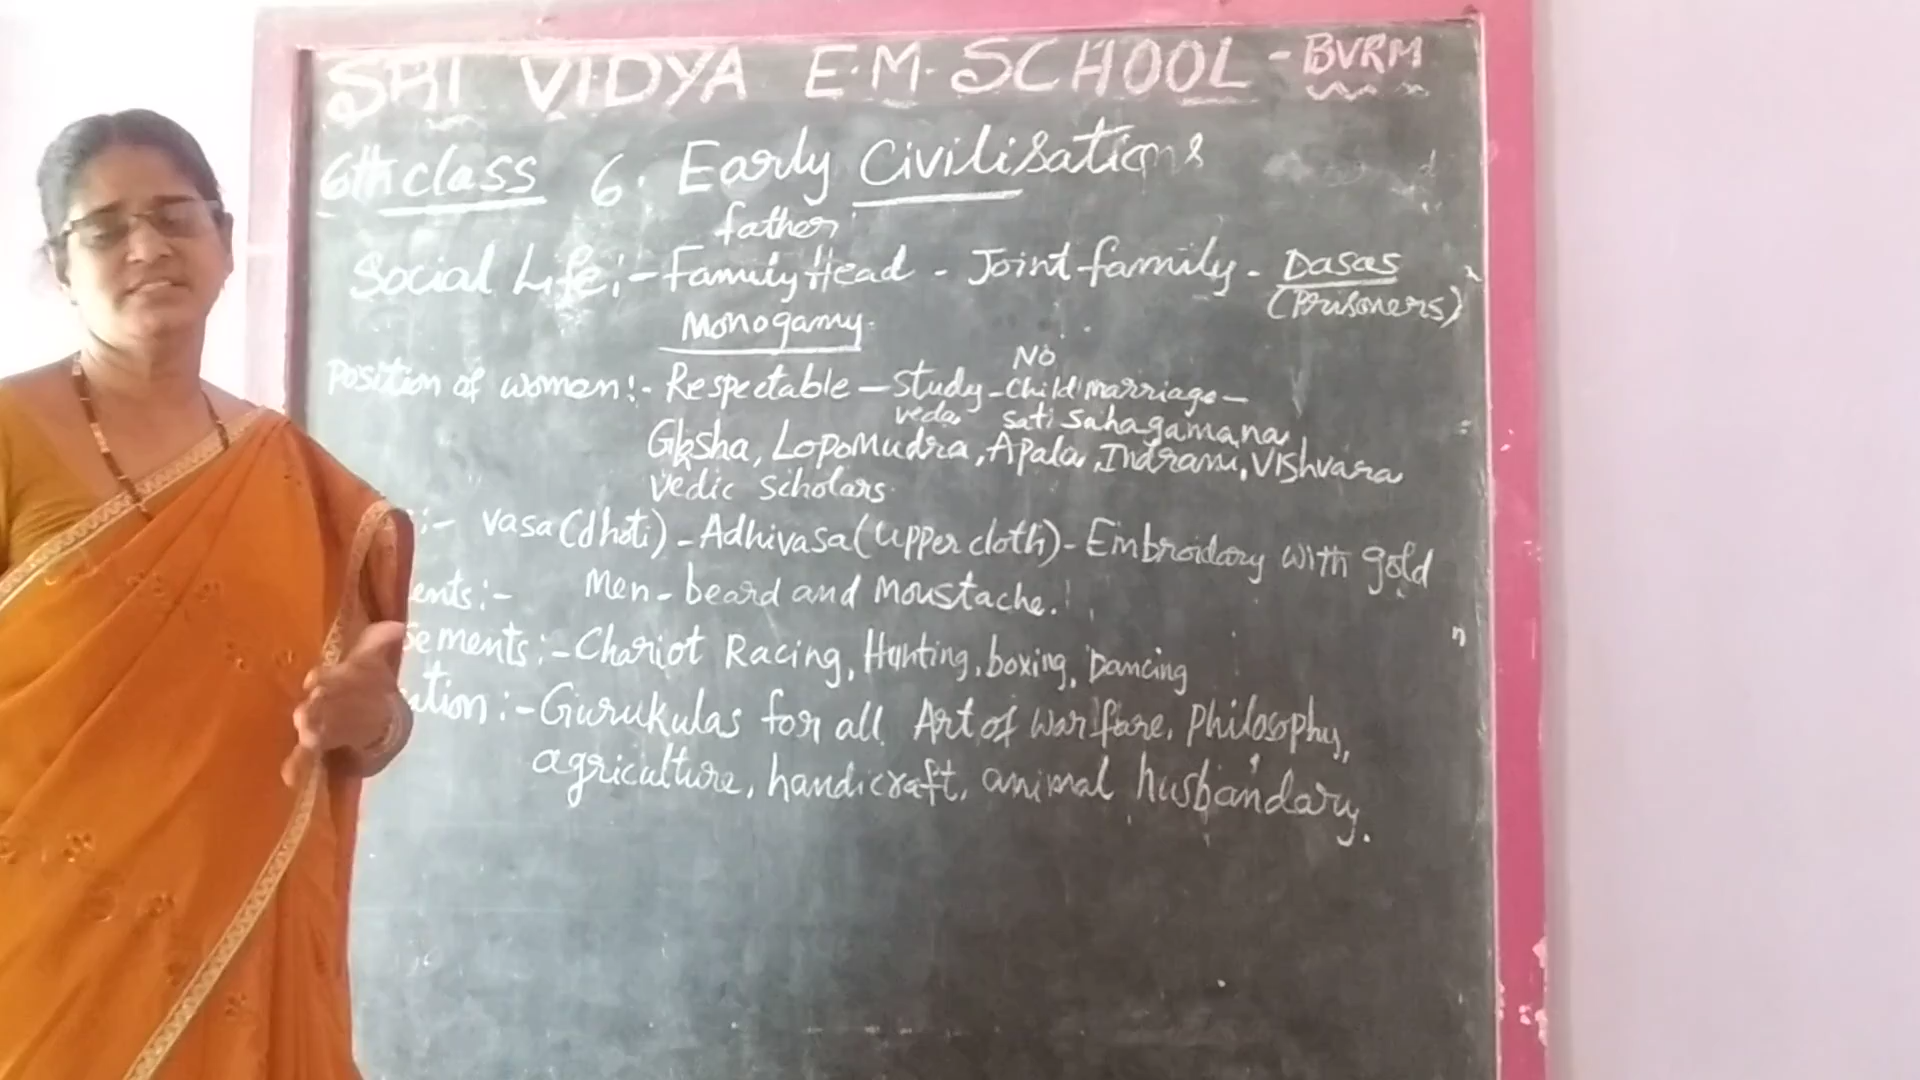 SRI VIDYA E.M. SCHOOL - BVRM
6th class 6. Early Civilisations
father
Social Life:- Family Head - Joint family - Dasas
(Prisoners)
Monogamy.
No
Position of women:- Respectable - Study - Child marriage -
veda sati sahagamana
Ghosha, Lopomudra, Apala, Indrani, Vishvara
Vedic scholars.
:- Vasa (dhoti) - Adhivasa (upper cloth) - Embroidary with gold
ents:- Men - beard and Moustache.
sements:- Chariot Racing, Hunting, boxing, Dancing
ation:- Gurukulas for all Art of warfare, Philosophy,
agriculture, handicraft, animal husbandary.